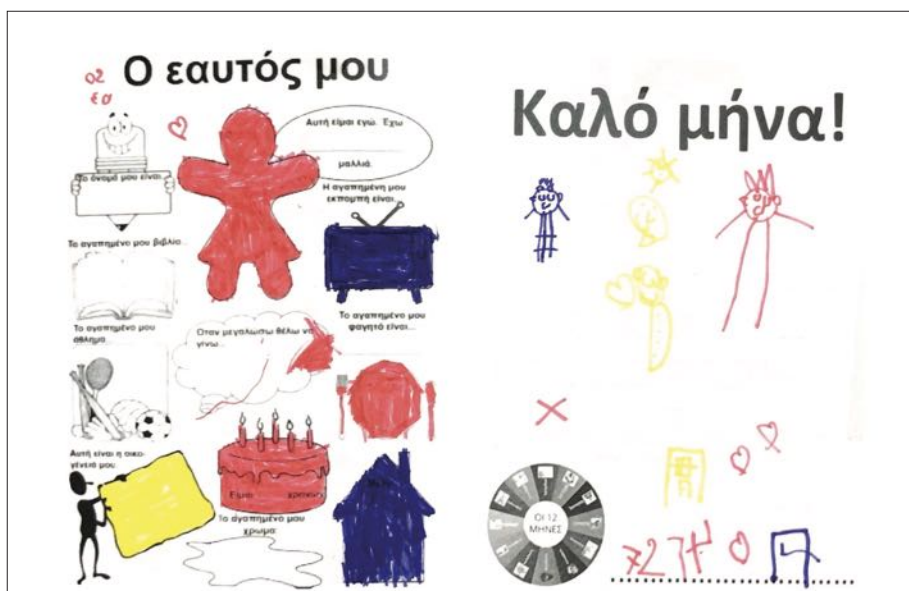 Ο εαυτός μου
Το όνομά μου είναι..
Αυτή είμαι εγώ. Έχω
μαλλιά.
Η αγαπημένη μου
εκπομπή είναι...
Το αγαπημένο μου βιβλίο...
Το αγαπημένο μου
άθλημα...
Όταν μεγαλώσω θέλω να
γίνω...
Το αγαπημένο μου
φαγητό είναι...
Αυτή είναι η οικο-
γένειά μου:
Είμαι χρονών
Το αγαπημένο μου
χρώμα:
Καλό μήνα!
ΟΙ 12
ΜΗΝΕΣ